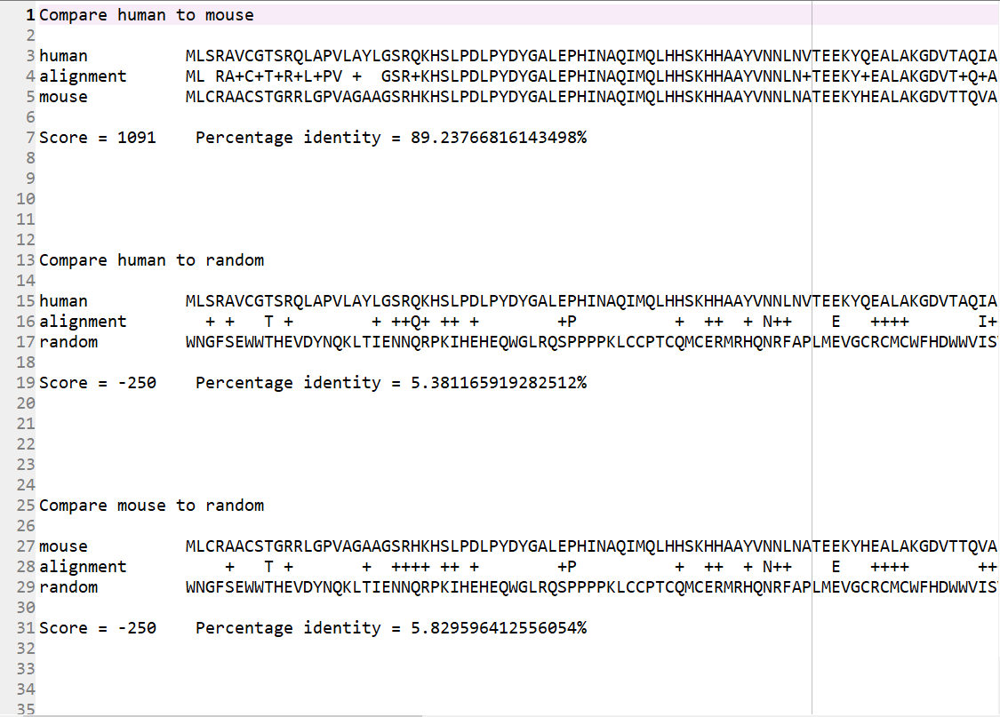 1 Compare human to mouse
2
3 human          MLSRAVCGTSRQLAPVLAYLGSRQKHSLPDLPYDYGALEPHINAQIMQLHHSKHHAAYVNNLNVTEEKYQEALAKGDVTAQIA
4 alignment      ML RA+C+T+R+L+PV +  GSR+KHSLPDLPYDYGALEPHINAQIMQLHHSKHHAAYVNNLN+TEEKY+EALAKGDVT+Q+A
5 mouse          MLCRAACSTGRRLGPVAGAAGSRHKHSLPDLPYDYGALEPHINAQIMQLHHSKHHAAYVNNLNATEEKYHEALAKGDVTTQVA
6
7 Score = 1091    Percentage identity = 89.23766816143498%
8
9
10
11
12
13 Compare human to random
14
15 human          MLSRAVCGTSRQLAPVLAYLGSRQKHSLPDLPYDYGALEPHINAQIMQLHHSKHHAAYVNNLNVTEEKYQEALAKGDVTAQIA
16 alignment        + +   T +        + ++Q+ ++ +        +P          +  ++  + N++    E   ++++       I+
17 random         WNGFSEWWTHEVDYNQKLTIENNQRPKIHEHEQWGLRQSPPPPKLCCPTCQMCERMRHQNRFAPLMEVGCRCMCWFHDWWVIS
18
19 Score = -250    Percentage identity = 5.381165919282512%
20
21
22
23
24
25 Compare mouse to random
26
27 mouse          MLCRAACSTGRRLGPVAGAAGSRHKHSLPDLPYDYGALEPHINAQIMQLHHSKHHAAYVNNLNATEEKYHEALAKGDVTTQVA
28 alignment          +   T +       +  ++++ ++ +        +P          +  ++  + N++    E   ++++       ++
29 random         WNGFSEWWTHEVDYNQKLTIENNQRPKIHEHEQWGLRQSPPPPKLCCPTCQMCERMRHQNRFAPLMEVGCRCMCWFHDWWVIS
30
31 Score = -250    Percentage identity = 5.829596412556054%
32
33
34
35